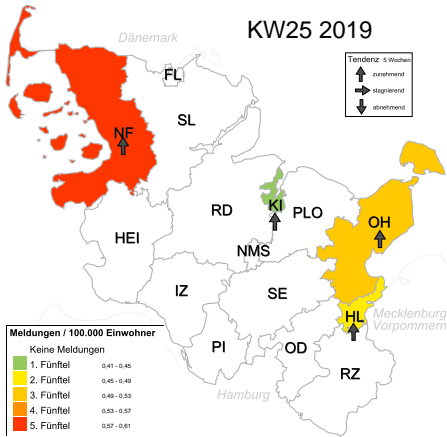 KW25 2019
Dänemark
Tendenz 5 Wochen
zunehmend
stagnierend
abnehmend
FL
SL
NF
RD
KI
PLO
OH
HEI
NMS
IZ
SE
HL
Mecklenburg
Vorpommern
PI
OD
RZ
Hamburg
Meldungen / 100.000 Einwohner
Keine Meldungen
1. Fünftel 0,41 - 0,45
2. Fünftel 0,45 - 0,49
3. Fünftel 0,49 - 0,53
4. Fünftel 0,53 - 0,57
5. Fünftel 0,57 - 0,61